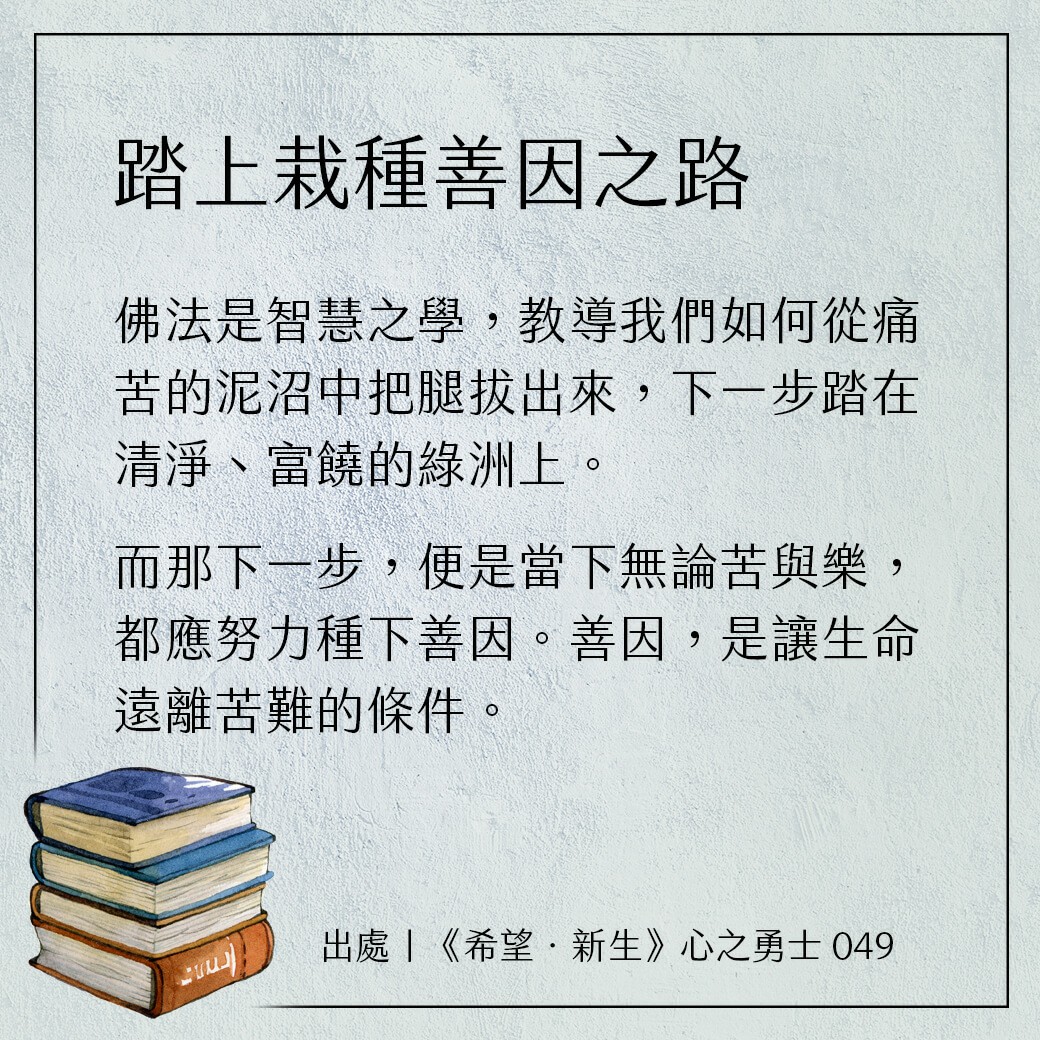 踏上栽種善因之路
佛法是智慧之學，教導我們如何從痛
苦的泥沼中把腿拔出來，下一步踏在
清淨、富饒的綠洲上。
而那下一步，便是當下無論苦與樂，
都應努力種下善因。善因，是讓生命
遠離苦難的條件。
出處｜《希望．新生》心之勇士 049